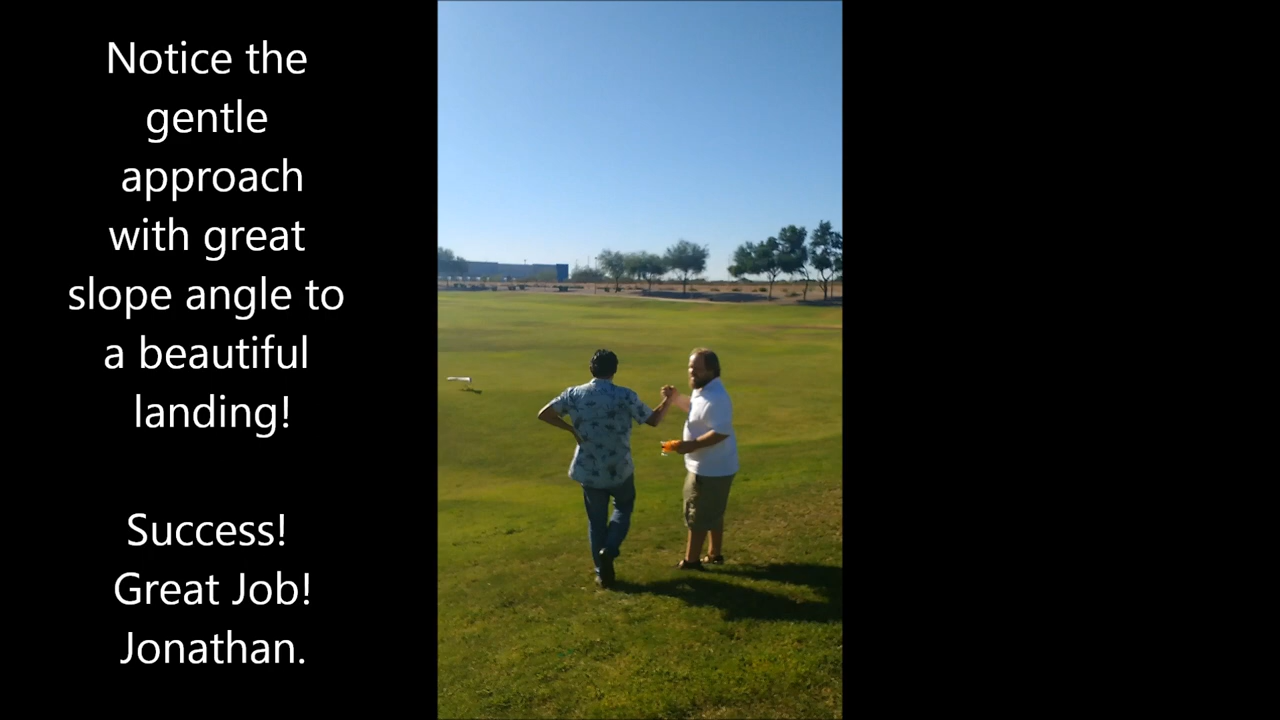 Notice the
gentle
approach
with great
slope angle to
a beautiful
landing!
Success!
Great Job!
Jonathan.